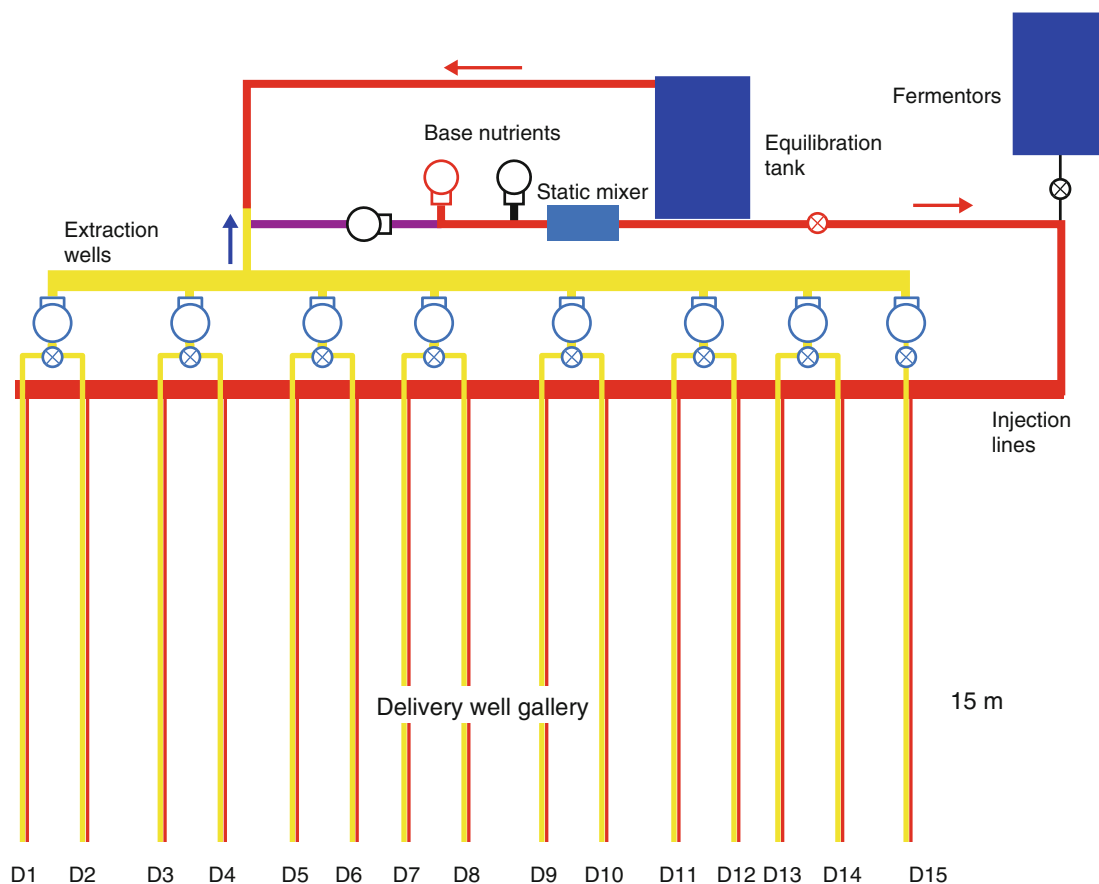 Fermentors
Base nutrients
Equilibration
tank
Static mixer
Extraction
wells
Injection
lines
Delivery well gallery
15 m
D1 D2 D3 D4 D5 D6 D7 D8 D9 D10 D11 D12 D13 D14 D15